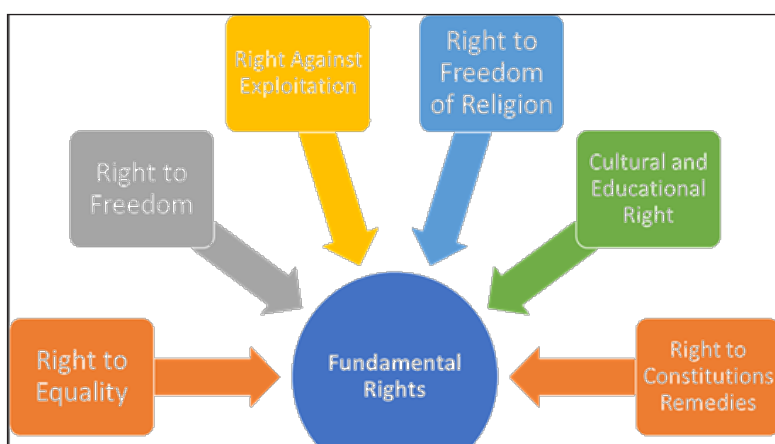 Right Against
Exploitation
Right to
Freedom
of Religion
Right to
Freedom
Cultural and
Educational
Right
Right to
Equality
Fundamental
Rights
Right to
Constitutions
Remedies